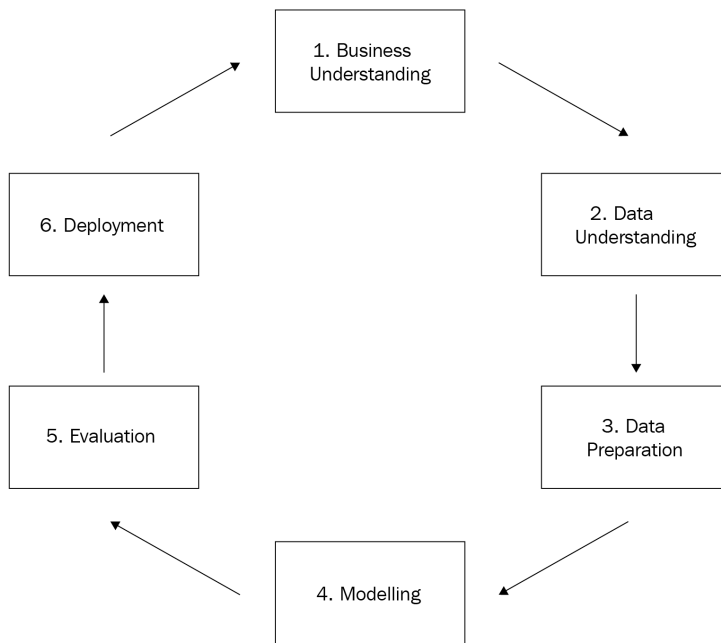 1. Business
Understanding
2. Data
Understanding
3. Data
Preparation
4. Modelling
5. Evaluation
6. Deployment